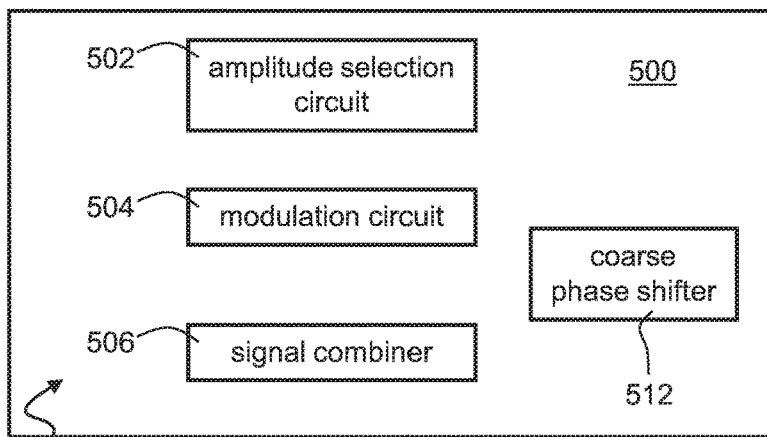 502
amplitude selection
circuit
500
504
modulation circuit
coarse
phase shifter
506
signal combiner
512